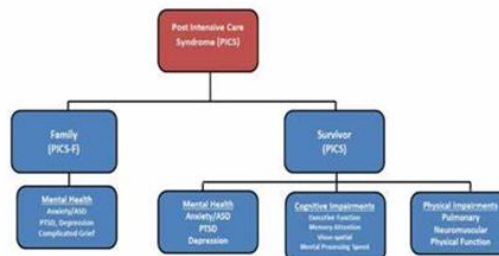 Post Intensive Care
Syndrome (PICS)
Family
(PICS-F)
Survivor
(PICS)
Mental Health
Anxiety/ASD
PTSD, Depression
Complicated Grief
Mental Health
Anxiety/ASD
PTSD
Depression
Cognitive Impairments
Executive Function
Memory Attention
Visuo-spatial
Mental Processing Speed
Physical Impairments
Pulmonary
Neuromuscular
Physical Function